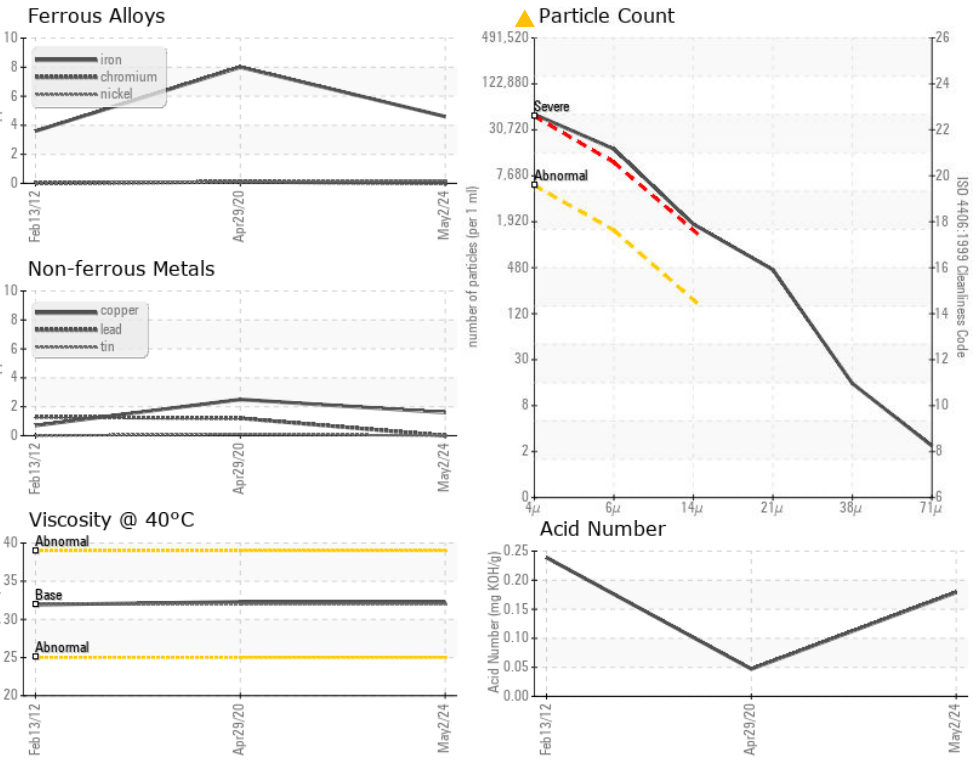 Ferrous Alloys
10
8
6
4
2
0
iron
chromium
nickel
Feb13/12
Apr29/20
May2/24
Non-ferrous Metals
10
8
6
4
2
0
copper
lead
tin
Feb13/12
Apr29/20
May2/24
Viscosity @ 40°C
40
35
30
25
20
Abnormal
Base
Abnormal
Feb13/12
Apr29/20
May2/24
Particle Count
number of particles (per 1 ml)
491,520
122,880
30,720
7,680
1,920
480
120
30
8
2
0
Severe
Abnormal
4µ
6µ
14µ
21µ
38µ
71µ
26
24
22
20
18
16
14
12
10
8
6
ISO 4406:1999 Cleanliness Code
Acid Number
Acid Number (mg KOH/g)
0.25
0.20
0.15
0.10
0.05
0.00
Feb13/12
Apr29/20
May2/24